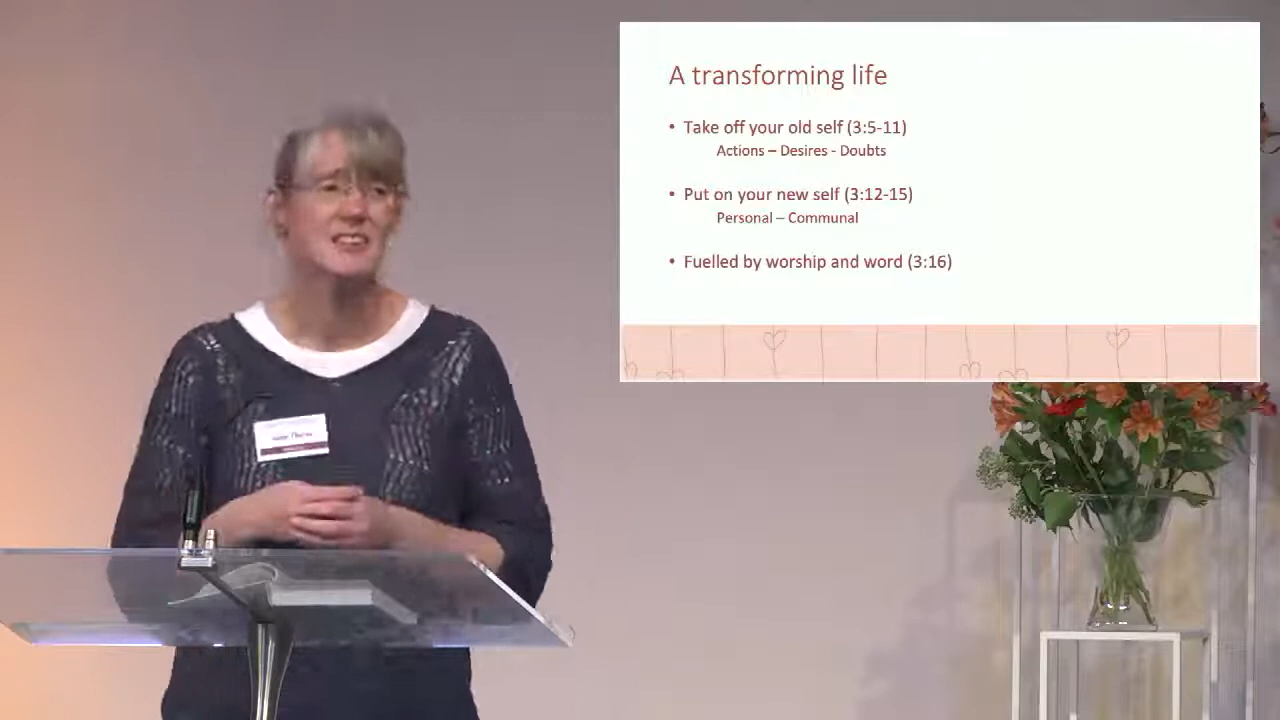 A transforming life
• Take off your old self (3:5-11)
Actions – Desires - Doubts
• Put on your new self (3:12-15)
Personal – Communal
• Fuelled by worship and word (3:16)